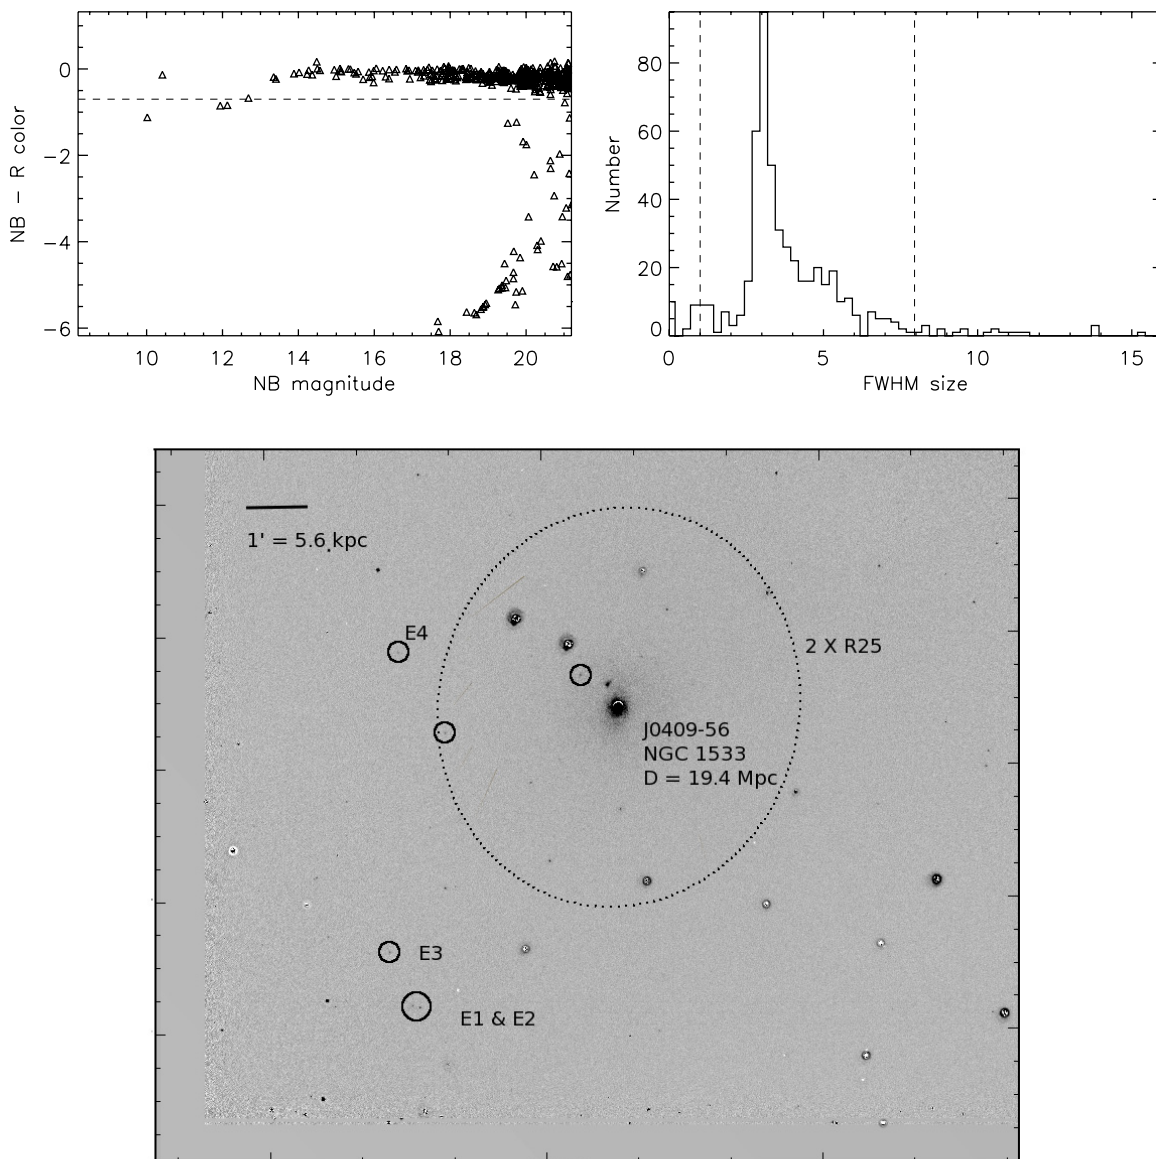 NB − R color
0
−2
−4
−6
10 12 14 16 18 20
NB magnitude
Number
80
60
40
20
0
0 5 10 15
FWHM size
1' = 5.6 kpc
E4
2 X R25
J0409-56
NGC 1533
D = 19.4 Mpc
E3
E1 & E2